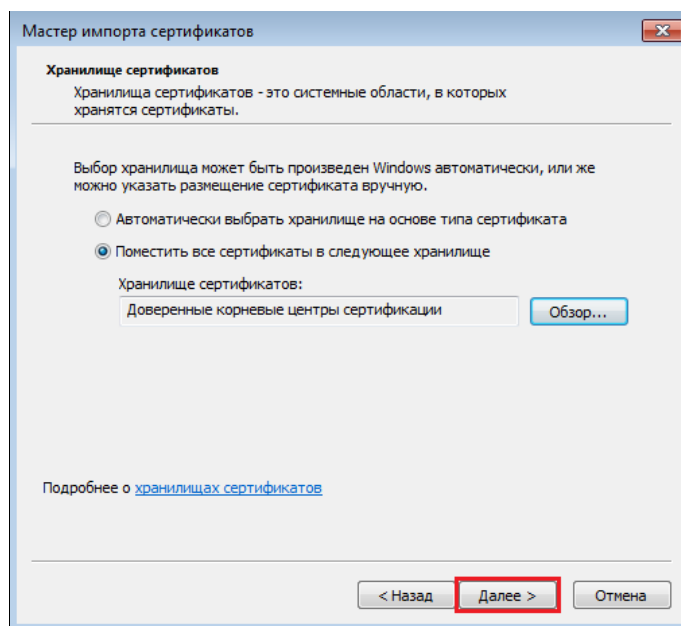 Мастер импорта сертификатов
Хранилище сертификатов
Хранилища сертификатов - это системные области, в которых
хранятся сертификаты.
Выбор хранилища может быть произведен Windows автоматически, или же
можно указать размещение сертификата вручную.
Автоматически выбрать хранилище на основе типа сертификата
Поместить все сертификаты в следующее хранилище
Хранилище сертификатов:
Доверенные корневые центры сертификации
Обзор...
Подробнее о хранилищах сертификатов
< Назад
Далее >
Отмена